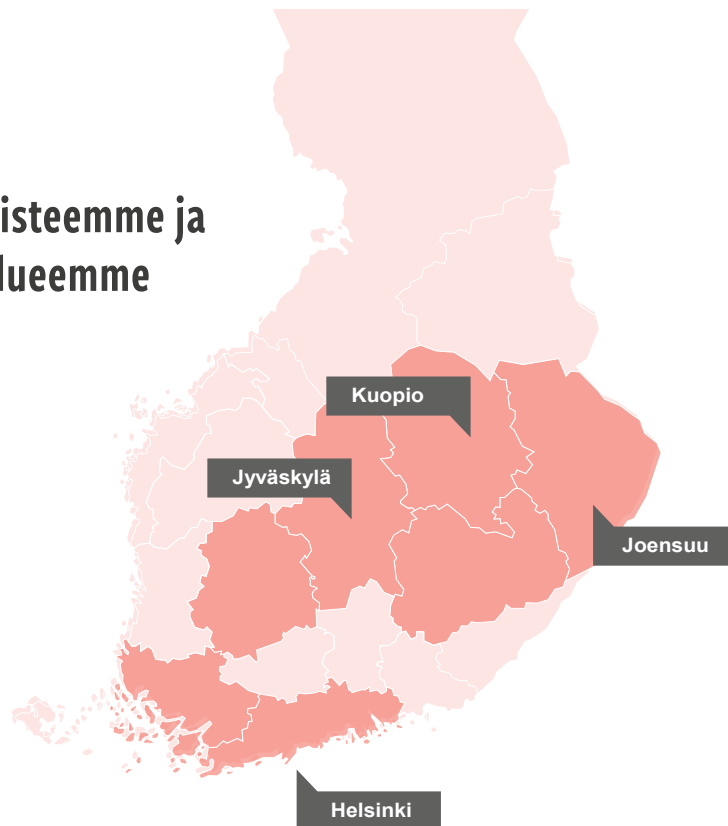 isteemme ja
lueemme
Kuopio
Jyväskylä
Joensuu
Helsinki